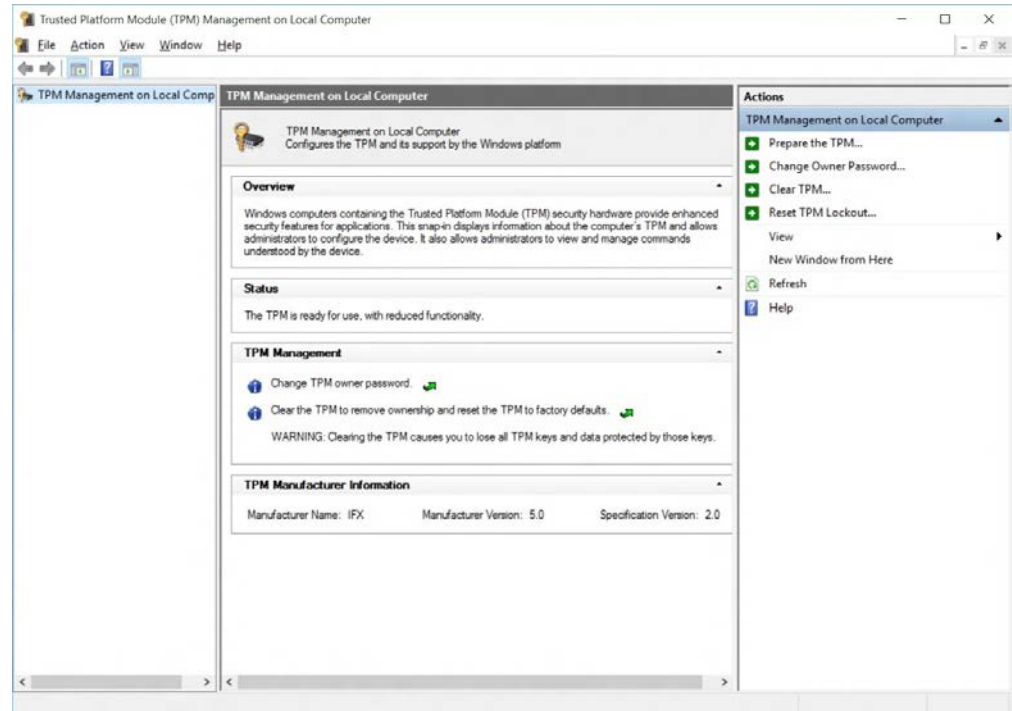 Trusted Platform Module (TPM) Management on Local Computer
File Action View Window Help
TPM Management on Local Comp
TPM Management on Local Computer
TPM Management on Local Computer
Configures the TPM and its support by the Windows platform
Overview
Windows computers containing the Trusted Platform Module (TPM) security hardware provide enhanced
security features for applications. This snap-in displays information about the computer's TPM and allows
administrators to configure the device. It also allows administrators to view and manage commands
understood by the device.
Status
The TPM is ready for use, with reduced functionality.
TPM Management
Change TPM owner password.
Clear the TPM to remove ownership and reset the TPM to factory defaults.
WARNING: Clearing the TPM causes you to lose all TPM keys and data protected by those keys.
TPM Manufacturer Information
Manufacturer Name: IFX Manufacturer Version: 5.0 Specification Version: 2.0
Actions
TPM Management on Local Computer
Prepare the TPM...
Change Owner Password...
Clear TPM...
Reset TPM Lockout...
View
New Window from Here
Refresh
Help